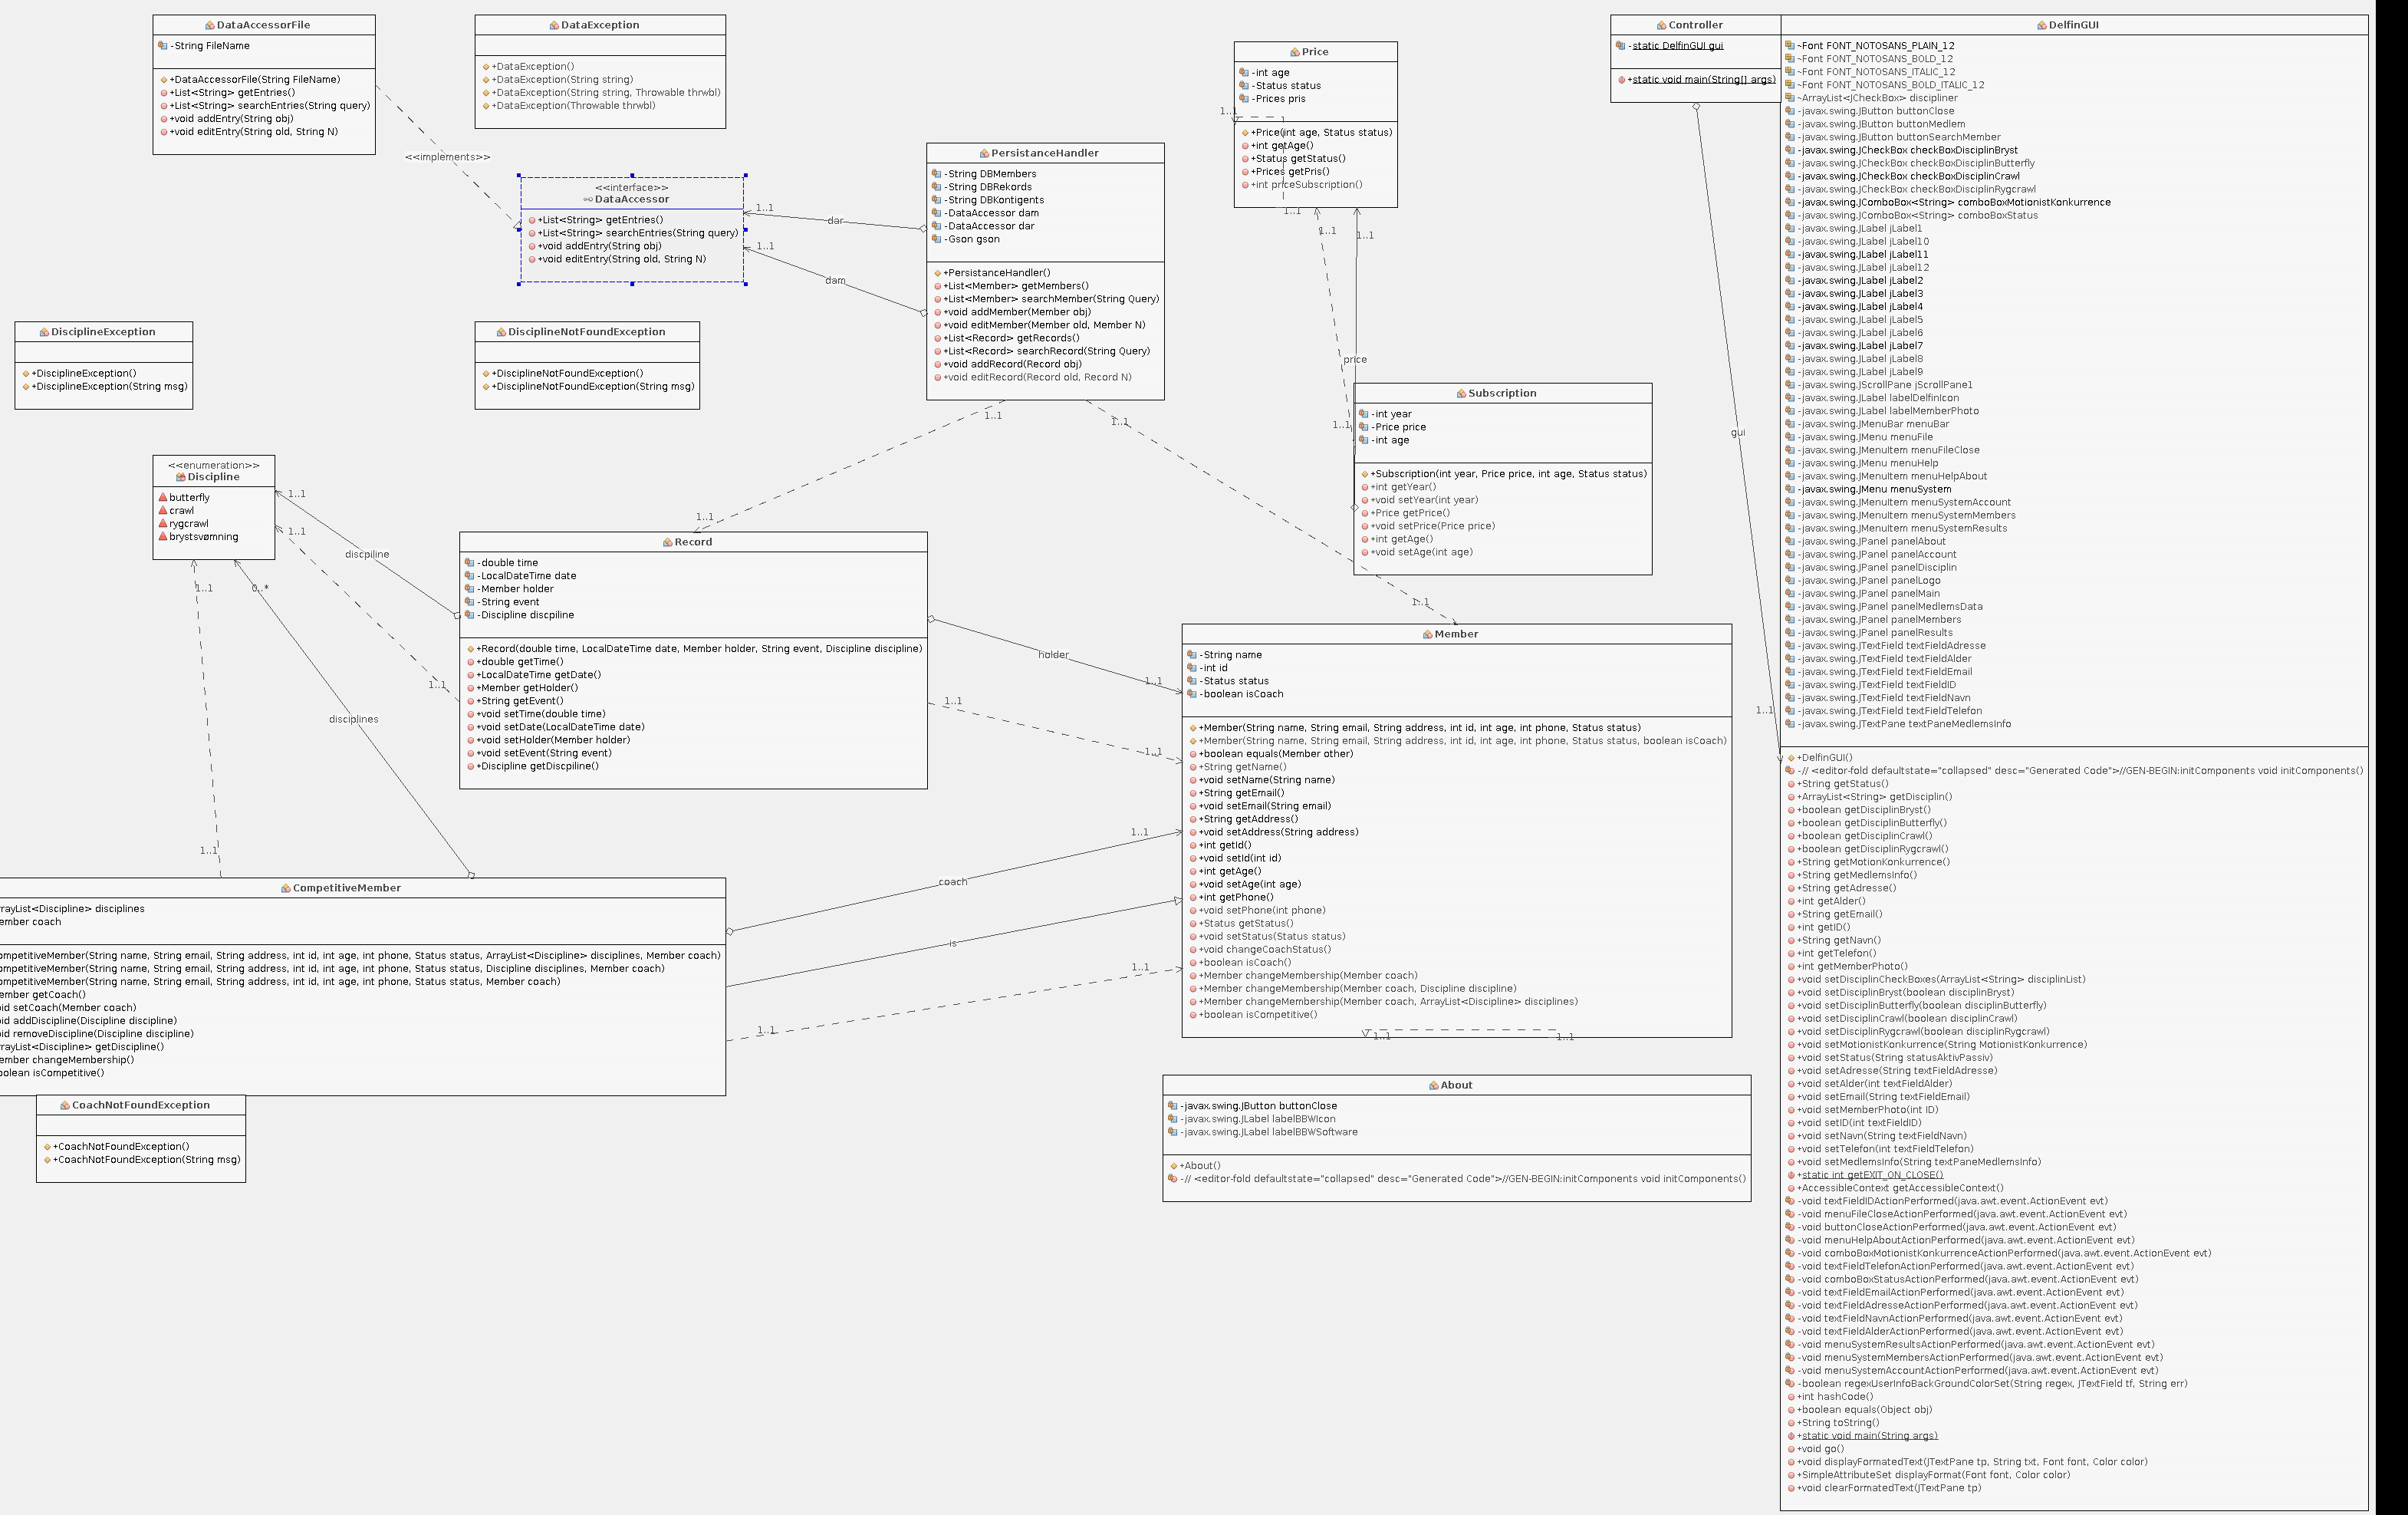 DataAccessorFile
-String FileName
+DataAccessorFile(String FileName)
+List<String> getEntries()
+List<String> searchEntries(String query)
+void addEntry(String obj)
+void editEntry(String old, String N)
<<implements>>
DataException
+DataException()
+DataException(String string)
+DataException(String string, Throwable thrwbl)
+DataException(Throwable thrwbl)
<<interface>>
DataAccessor
+List<String> getEntries()
+List<String> searchEntries(String query)
+void addEntry(String obj)
+void editEntry(String old, String N)
1..1
dar
1..1
dam
PersistanceHandler
-String DBMembers
-String DBRekords
-String DBKontigents
-DataAccessor dam
-DataAccessor dar
-Gson gson
+PersistanceHandler()
+List<Member> getMembers()
+List<Member> searchMember(String Query)
+void addMember(Member obj)
+void editMember(Member old, Member N)
+List<Record> getRecords()
+List<Record> searchRecord(String Query)
+void addRecord(Record obj)
+void editRecord(Record old, Record N)
1..1
1..1
1..1
1..1
Price
-int age
-Status status
-Prices pris
1..1
+Price(int age, Status status)
+int getAge()
+Status getStatus()
+Prices getPris()
+int priceSubscription()
1..1
1..1
1..1
price
1..1
Subscription
-int year
-Price price
-int age
+Subscription(int year, Price price, int age, Status status)
+int getYear()
+void setYear(int year)
+Price getPrice()
+void setPrice(Price price)
+int getAge()
+void setAge(int age)
DisciplineException
+DisciplineException()
+DisciplineException(String msg)
DisciplineNotFoundException
+DisciplineNotFoundException()
+DisciplineNotFoundException(String msg)
<<enumeration>>
Discipline
butterfly
crawl
rygcrawl
brystsvømning
1..1
1..1
discpiline
1..1
0..*
1..1
disciplines
1..1
Record
-double time
-LocalDateTime date
-Member holder
-String event
-Discipline discpiline
+Record(double time, LocalDateTime date, Member holder, String event, Discipline discipline)
+double getTime()
+LocalDateTime getDate()
+Member getHolder()
+String getEvent()
+void setTime(double time)
+void setDate(LocalDateTime date)
+void setHolder(Member holder)
+void setEvent(String event)
+Discipline getDiscpiline()
holder
1..1
1..1
1..1
Member
-String name
-int id
-Status status
-boolean isCoach
+Member(String name, String email, String address, int id, int age, int phone, Status status)
+Member(String name, String email, String address, int id, int age, int phone, Status status, boolean isCoach)
+boolean equals(Member other)
+String getName()
+void setName(String name)
+String getEmail()
+void setEmail(String email)
+String getAddress()
+void setAddress(String address)
+int getId()
+void setId(int id)
+int getAge()
+void setAge(int age)
+int getPhone()
+void setPhone(int phone)
+Status getStatus()
+void setStatus(Status status)
+void changeCoachStatus()
+boolean isCoach()
+Member changeMembership(Member coach)
+Member changeMembership(Member coach, Discipline discipline)
+Member changeMembership(Member coach, ArrayList<Discipline> disciplines)
+boolean isCompetitive()
1..1
1..1
1..1
coach
is
1..1
1..1
CompetitiveMember
rrayList<Discipline> disciplines
ember coach
ompetitiveMember(String name, String email, String address, int id, int age, int phone, Status status, ArrayList<Discipline> disciplines, Member coach)
ompetitiveMember(String name, String email, String address, int id, int age, int phone, Status status, Discipline disciplines, Member coach)
ompetitiveMember(String name, String email, String address, int id, int age, int phone, Status status, Member coach)
ember getCoach()
oid setCoach(Member coach)
oid addDiscipline(Discipline discipline)
oid removeDiscipline(Discipline discipline)
rrayList<Discipline> getDiscipline()
ember changeMembership()
oolean isCompetitive()
CoachNotFoundException
+CoachNotFoundException()
+CoachNotFoundException(String msg)
About
-javax.swing.JButton buttonClose
-javax.swing.JLabel labelBBWIcon
-javax.swing.JLabel labelBBWSoftware
+About()
-// <editor-fold defaultstate="collapsed" desc="Generated Code">//GEN-BEGIN:initComponents void initComponents()
Controller
-static DelfinGUI gui
+static void main(String[] args)
gui
1..1
DelfinGUI
~Font FONT_NOTOSANS_PLAIN_12
~Font FONT_NOTOSANS_BOLD_12
~Font FONT_NOTOSANS_ITALIC_12
~Font FONT_NOTOSANS_BOLD_ITALIC_12
~ArrayList<JCheckBox> discipliner
-javax.swing.JButton buttonClose
-javax.swing.JButton buttonMedlem
-javax.swing.JButton buttonSearchMember
-javax.swing.JCheckBox checkBoxDisciplinBryst
-javax.swing.JCheckBox checkBoxDisciplinButterfly
-javax.swing.JCheckBox checkBoxDisciplinCrawl
-javax.swing.JCheckBox checkBoxDisciplinRygcrawl
-javax.swing.JComboBox<String> comboBoxMotionistKonkurrence
-javax.swing.JComboBox<String> comboBoxStatus
-javax.swing.JLabel jLabel1
-javax.swing.JLabel jLabel10
-javax.swing.JLabel jLabel11
-javax.swing.JLabel jLabel12
-javax.swing.JLabel jLabel2
-javax.swing.JLabel jLabel3
-javax.swing.JLabel jLabel4
-javax.swing.JLabel jLabel5
-javax.swing.JLabel jLabel6
-javax.swing.JLabel jLabel7
-javax.swing.JLabel jLabel8
-javax.swing.JLabel jLabel9
-javax.swing.JScrollPane jScrollPane1
-javax.swing.JLabel labelDelfinIcon
-javax.swing.JLabel labelMemberPhoto
-javax.swing.JMenuBar menuBar
-javax.swing.JMenu menuFile
-javax.swing.JMenuItem menuFileClose
-javax.swing.JMenu menuHelp
-javax.swing.JMenuItem menuHelpAbout
-javax.swing.JMenu menuSystem
-javax.swing.JMenuItem menuSystemAccount
-javax.swing.JMenuItem menuSystemMembers
-javax.swing.JMenuItem menuSystemResults
-javax.swing.JPanel panelAbout
-javax.swing.JPanel panelAccount
-javax.swing.JPanel panelDisciplin
-javax.swing.JPanel panelLogo
-javax.swing.JPanel panelMain
-javax.swing.JPanel panelMedlemsData
-javax.swing.JPanel panelMembers
-javax.swing.JPanel panelResults
-javax.swing.JTextField textFieldAdresse
-javax.swing.JTextField textFieldAlder
-javax.swing.JTextField textFieldEmail
-javax.swing.JTextField textFieldID
-javax.swing.JTextField textFieldNavn
-javax.swing.JTextField textFieldTelefon
-javax.swing.JTextPane textPaneMedlemsInfo
+DelfinGUI()
-// <editor-fold defaultstate="collapsed" desc="Generated Code">//GEN-BEGIN:initComponents void initComponents()
+String getStatus()
+ArrayList<String> getDisciplin()
+boolean getDisciplinBryst()
+boolean getDisciplinButterfly()
+boolean getDisciplinCrawl()
+boolean getDisciplinRygcrawl()
+String getMotionKonkurrence()
+String getMedlemsInfo()
+String getAdresse()
+int getAlder()
+String getEmail()
+int getID()
+String getNavn()
+int getTelefon()
+int getMemberPhoto()
+void setDisciplinCheckBoxes(ArrayList<String> disciplinList)
+void setDisciplinBryst(boolean disciplinBryst)
+void setDisciplinButterfly(boolean disciplinButterfly)
+void setDisciplinCrawl(boolean disciplinCrawl)
+void setDisciplinRygcrawl(boolean disciplinRygcrawl)
+void setMotionistKonkurrence(String MotionistKonkurrence)
+void setStatus(String statusAktivPassiv)
+void setAdresse(String textFieldAdresse)
+void setAlder(int textFieldAlder)
+void setEmail(String textFieldEmail)
+void setMemberPhoto(int ID)
+void setID(int textFieldID)
+void setNavn(String textFieldNavn)
+void setTelefon(int textFieldTelefon)
+void setMedlemsInfo(String textPaneMedlemsInfo)
+static int getEXIT_ON_CLOSE()
+AccessibleContext getAccessibleContext()
-void textFieldIDActionPerformed(java.awt.event.ActionEvent evt)
-void menuFileCloseActionPerformed(java.awt.event.ActionEvent evt)
-void buttonCloseActionPerformed(java.awt.event.ActionEvent evt)
-void menuHelpAboutActionPerformed(java.awt.event.ActionEvent evt)
-void comboBoxMotionistKonkurrenceActionPerformed(java.awt.event.ActionEvent evt)
-void textFieldTelefonActionPerformed(java.awt.event.ActionEvent evt)
-void comboBoxStatusActionPerformed(java.awt.event.ActionEvent evt)
-void textFieldEmailActionPerformed(java.awt.event.ActionEvent evt)
-void textFieldAdresseActionPerformed(java.awt.event.ActionEvent evt)
-void textFieldNavnActionPerformed(java.awt.event.ActionEvent evt)
-void textFieldAlderActionPerformed(java.awt.event.ActionEvent evt)
-void menuSystemResultsActionPerformed(java.awt.event.ActionEvent evt)
-void menuSystemMembersActionPerformed(java.awt.event.ActionEvent evt)
-void menuSystemAccountActionPerformed(java.awt.event.ActionEvent evt)
-boolean regexUserInfoBackGroundColorSet(String regex, JTextField tf, String err)
+int hashCode()
+boolean equals(Object obj)
+String toString()
+static void main(String args)
+void go()
+void displayFormatedText(JTextPane tp, String txt, Font font, Color color)
+SimpleAttributeSet displayFormat(Font font, Color color)
+void clearFormatedText(JTextPane tp)